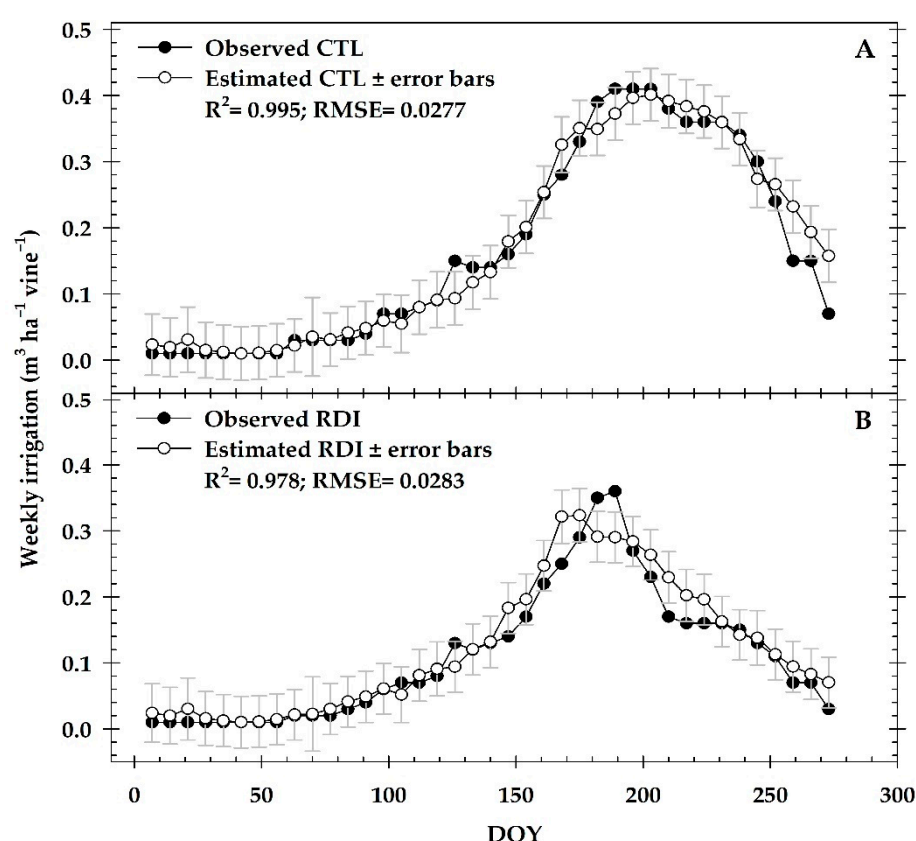 A
Observed CTL
Estimated CTL ± error bars
R²= 0.995; RMSE= 0.0277
0.5
0.4
0.3
0.2
0.1
0.0
B
Observed RDI
Estimated RDI ± error bars
R²= 0.978; RMSE= 0.0283
0.5
0.4
0.3
0.2
0.1
0.0
Weekly irrigation (m³ ha⁻¹ vine⁻¹)
0 50 100 150 200 250 300
DOY